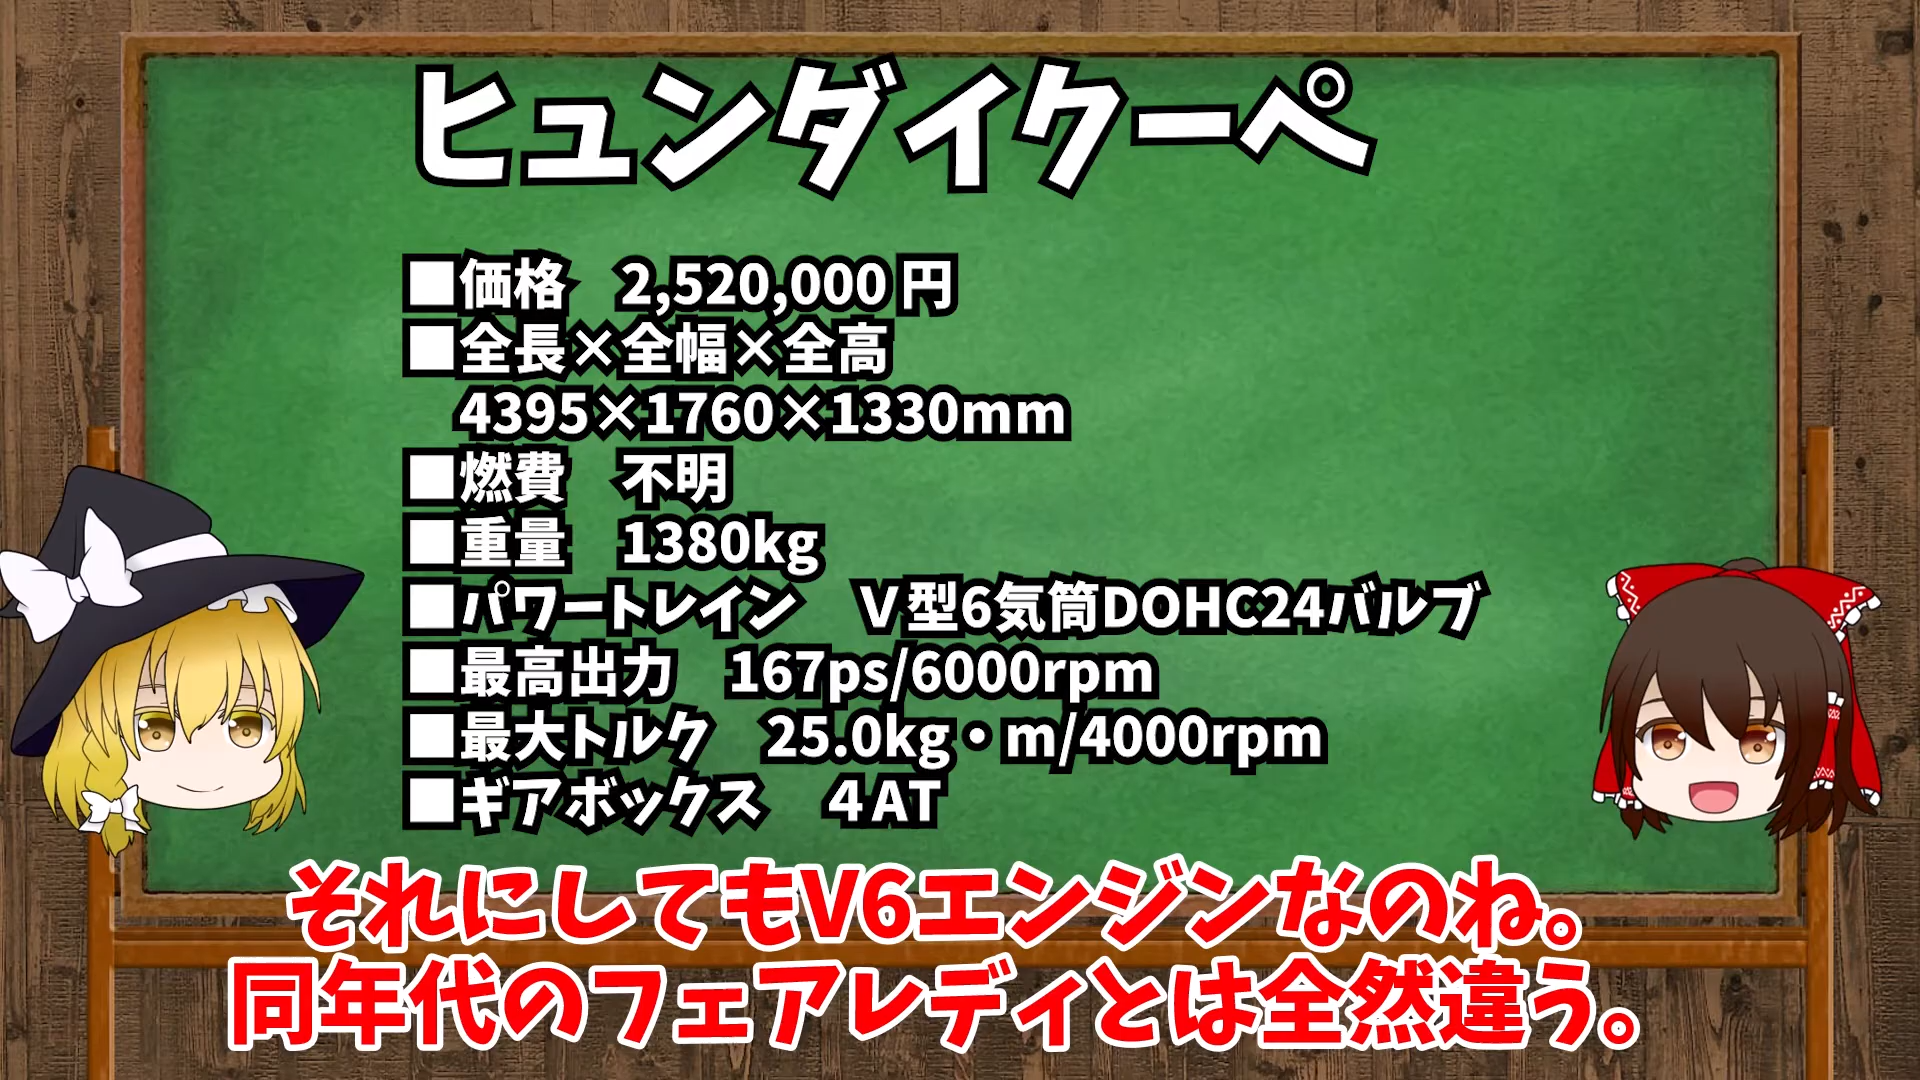 ヒュンダイクーペ
■価格　2,520,000円
■全長×全幅×全高
4395×1760×1330mm
■燃費　不明
■重量　1380kg
■パワートレイン　V型6気筒DOHC24バルブ
■最高出力　167ps/6000rpm
■最大トルク　25.0kg・m/4000rpm
■ギアボックス　４AT
それにしてもV6エンジンなのね。
同年代のフェアレディとは全然違う。